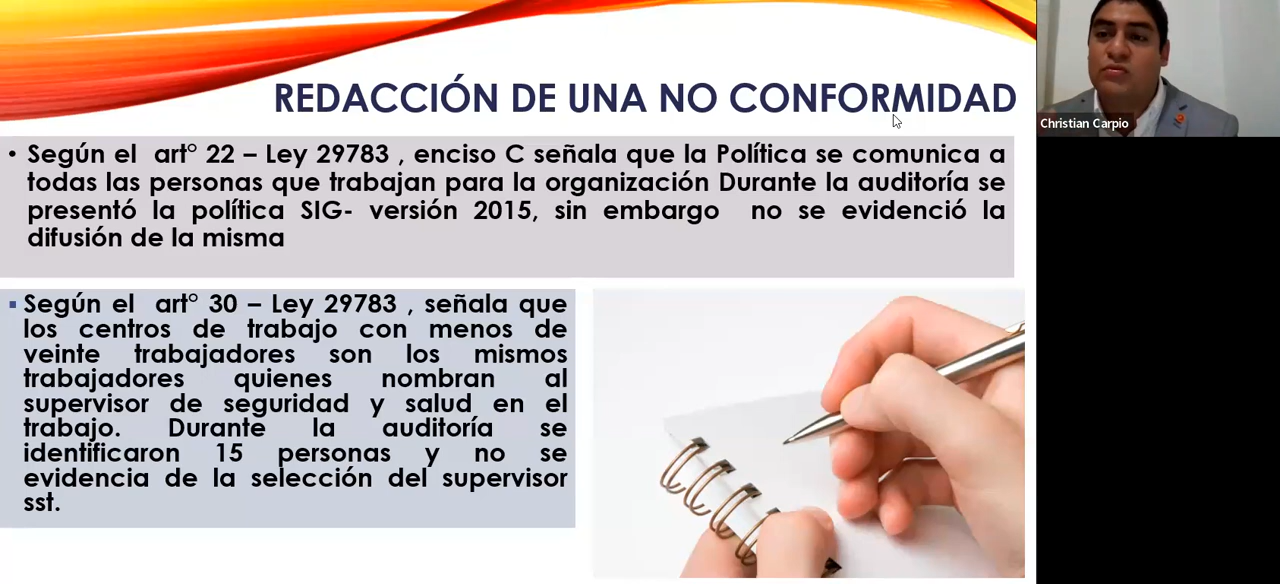 REDACCIÓN DE UNA NO CONFORMIDAD
Christian Carpio
• Según el art° 22 – Ley 29783 , enciso C señala que la Política se comunica a
todas las personas que trabajan para la organización Durante la auditoría se
presentó la política SIG- versión 2015, sin embargo no se evidenció la
difusión de la misma
▪ Según el art° 30 – Ley 29783 , señala que
los centros de trabajo con menos de
veinte trabajadores son los mismos
trabajadores quienes nombran al
supervisor de seguridad y salud en el
trabajo. Durante la auditoría se
identificaron 15 personas y no se
evidencia de la selección del supervisor
sst.